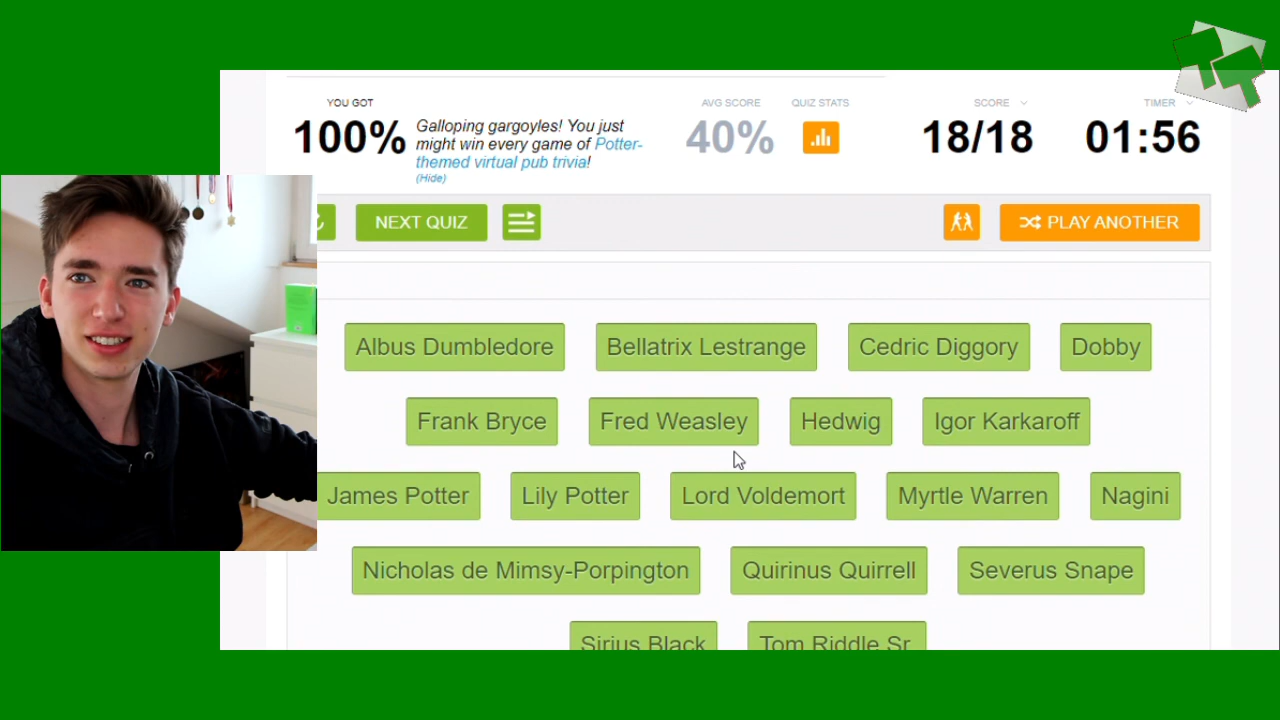 YOU GOT
100%
Galloping gargoyles! You just
might win every game of Potter-
themed virtual pub trivia!
(Hide)
AVG SCORE
40%
QUIZ STATS
SCORE
18/18
TIMER
01:56
NEXT QUIZ
PLAY ANOTHER
Albus Dumbledore
Bellatrix Lestrange
Cedric Diggory
Dobby
Frank Bryce
Fred Weasley
Hedwig
Igor Karkaroff
James Potter
Lily Potter
Lord Voldemort
Myrtle Warren
Nagini
Nicholas de Mimsy-Porpington
Quirinus Quirrell
Severus Snape
Sirius Black
Tom Riddle Sr.